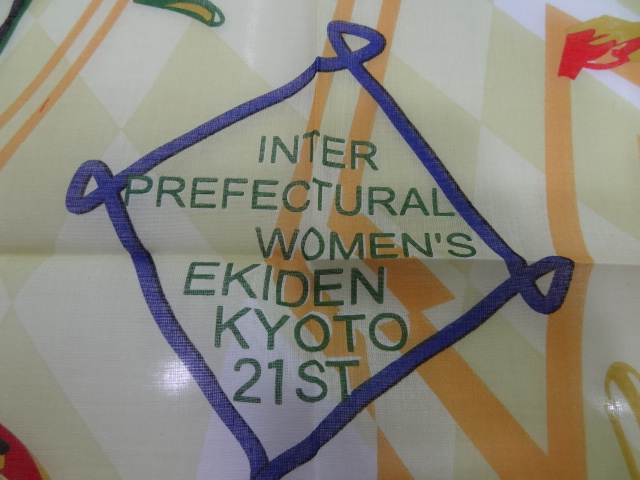 INTER
PREFECTURAL
WOMEN'S
EKIDEN
KYOTO
21ST